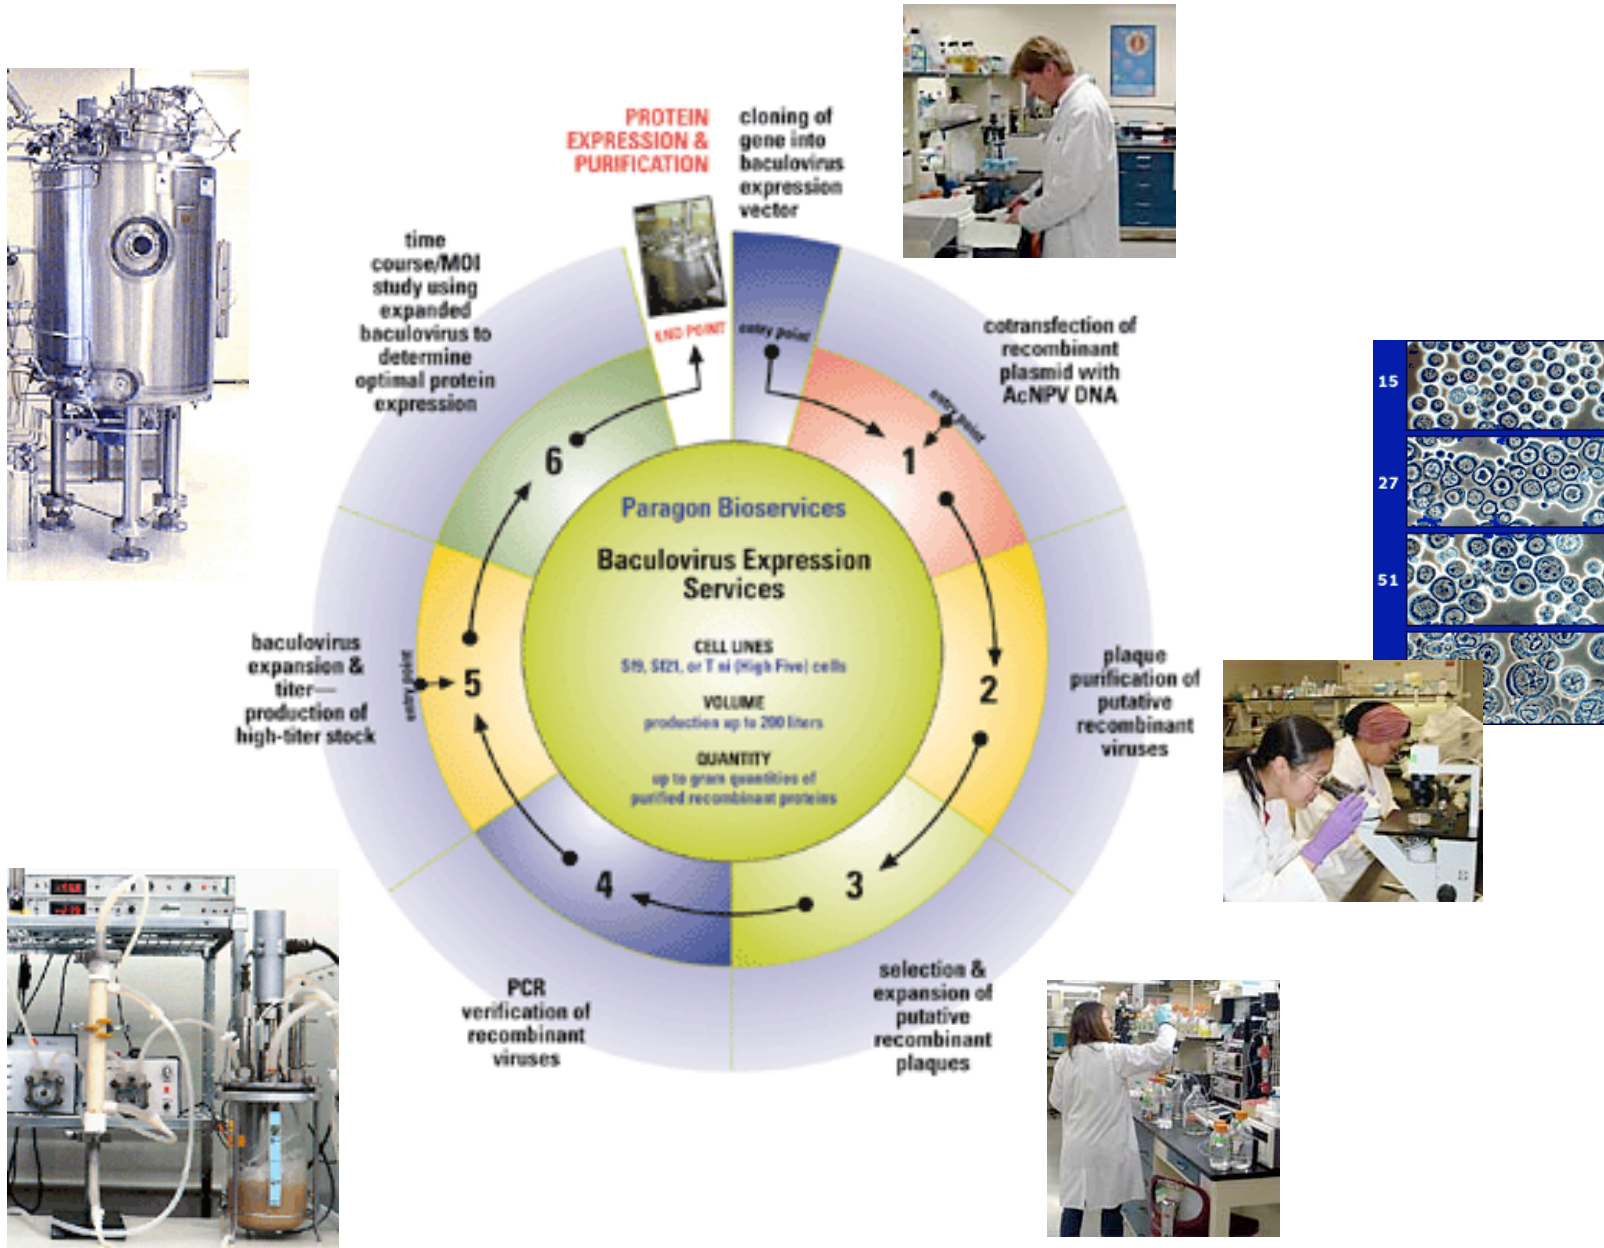 PROTEIN
EXPRESSION &
PURIFICATION
cloning of
gene into
baculovirus
expression
vector
END POINT
entry point
cotransfection of
recombinant
plasmid with
AcNPV DNA
entry point
1
plaque
purification of
putative
recombinant
viruses
2
selection &
expansion of
putative
recombinant
plaques
3
PCR
verification of
recombinant
viruses
4
baculovirus
expansion &
titer—
production of
high-titer stock
entry point
5
time
course/MOI
study using
expanded
baculovirus to
determine
optimal protein
expression
6
Paragon Bioservices
Baculovirus Expression
Services
CELL LINES
Sf9, Sf21, or T ni (High Five) cells
VOLUME
production up to 200 liters
QUANTITY
up to gram quantities of
purified recombinant proteins
15
27
51